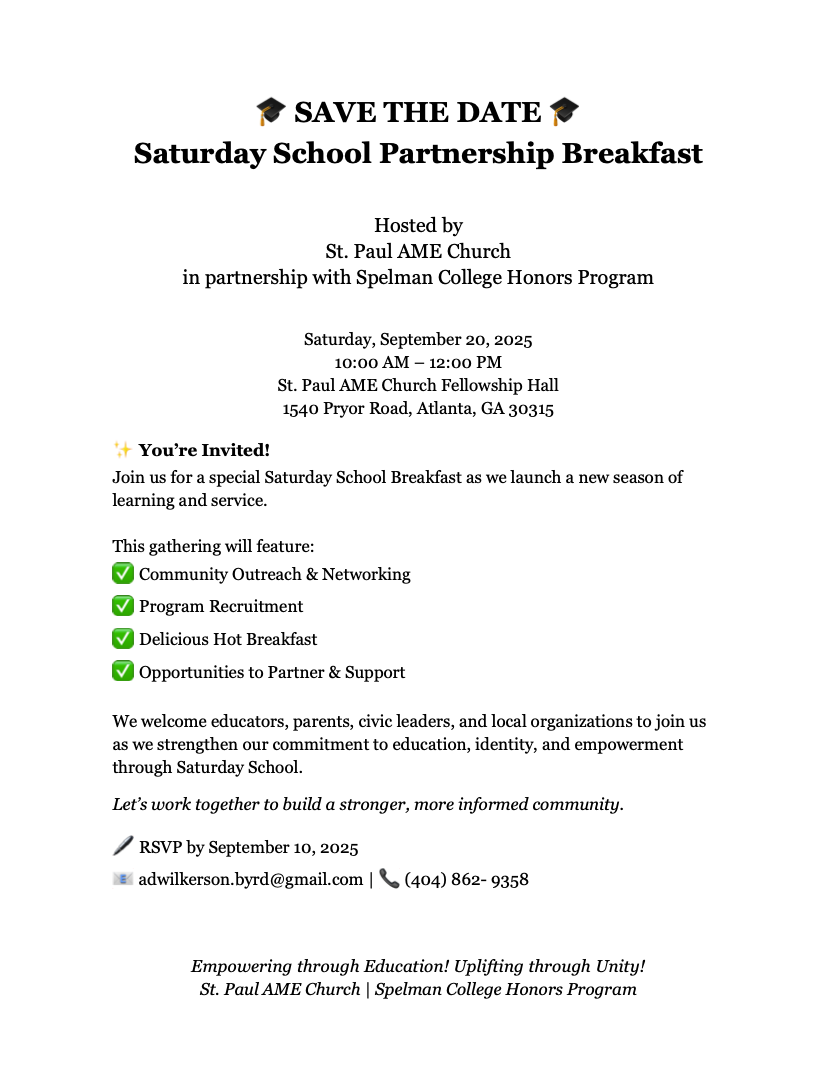 🎓 SAVE THE DATE 🎓
Saturday School Partnership Breakfast
Hosted by
St. Paul AME Church
in partnership with Spelman College Honors Program
Saturday, September 20, 2025
10:00 AM – 12:00 PM
St. Paul AME Church Fellowship Hall
1540 Pryor Road, Atlanta, GA 30315
✨ You’re Invited!
Join us for a special Saturday School Breakfast as we launch a new season of
learning and service.
This gathering will feature:
✅ Community Outreach & Networking
✅ Program Recruitment
✅ Delicious Hot Breakfast
✅ Opportunities to Partner & Support
We welcome educators, parents, civic leaders, and local organizations to join us
as we strengthen our commitment to education, identity, and empowerment
through Saturday School.
Let’s work together to build a stronger, more informed community.
🖋 RSVP by September 10, 2025
📧 adwilkerson.byrd@gmail.com | 📞 (404) 862- 9358
Empowering through Education! Uplifting through Unity!
St. Paul AME Church | Spelman College Honors Program